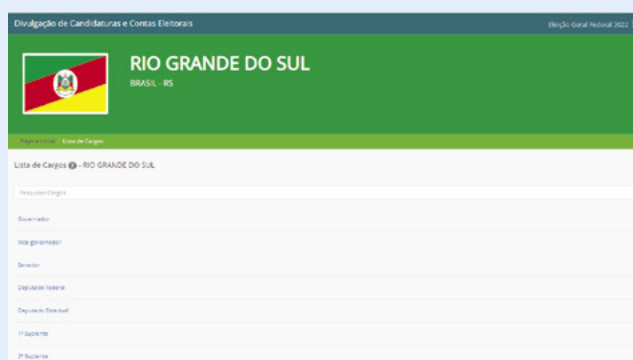 Divulgação de Candidaturas e Contas Eleitorais
Eleição Geral Federal 2022
RIO GRANDE DO SUL
BRASIL - RS
Página Inicial / Lista de Cargos
Lista de Cargos - RIO GRANDE DO SUL
Pesquisar Cargos
Governador
Vice-governador
Senador
Deputado Federal
Deputado Estadual
1º Suplente
2º Suplente